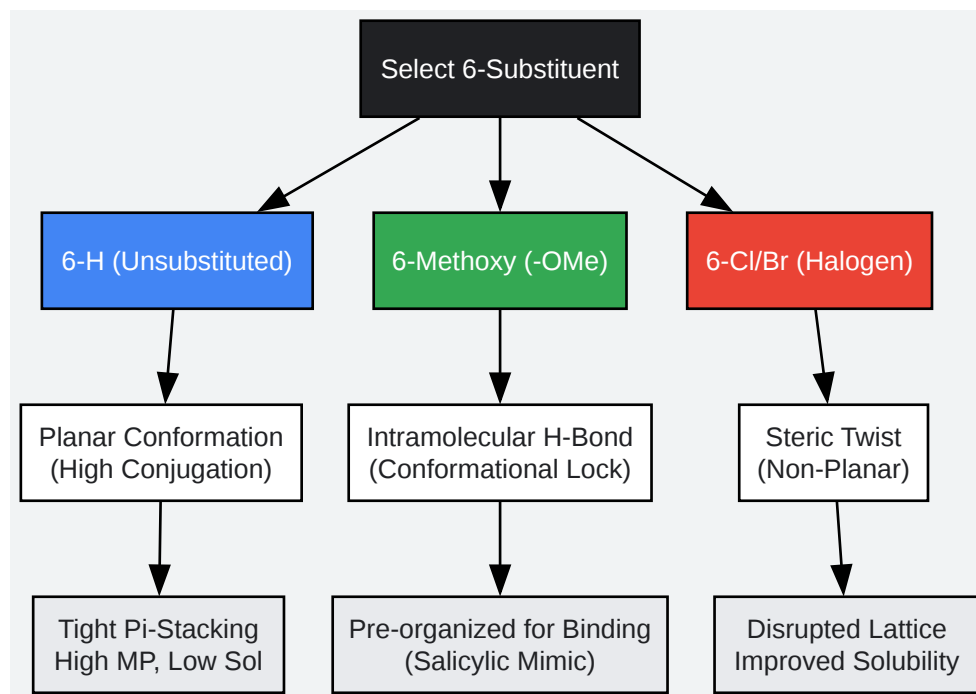 Select 6-Substituent
6-H (Unsubstituted)
6-Methoxy (-OMe)
6-Cl/Br (Halogen)
Planar Conformation
(High Conjugation)
Intramolecular H-Bond
(Conformational Lock)
Steric Twist
(Non-Planar)
Tight Pi-Stacking
High MP, Low Sol
Pre-organized for Binding
(Salicylic Mimic)
Disrupted Lattice
Improved Solubility